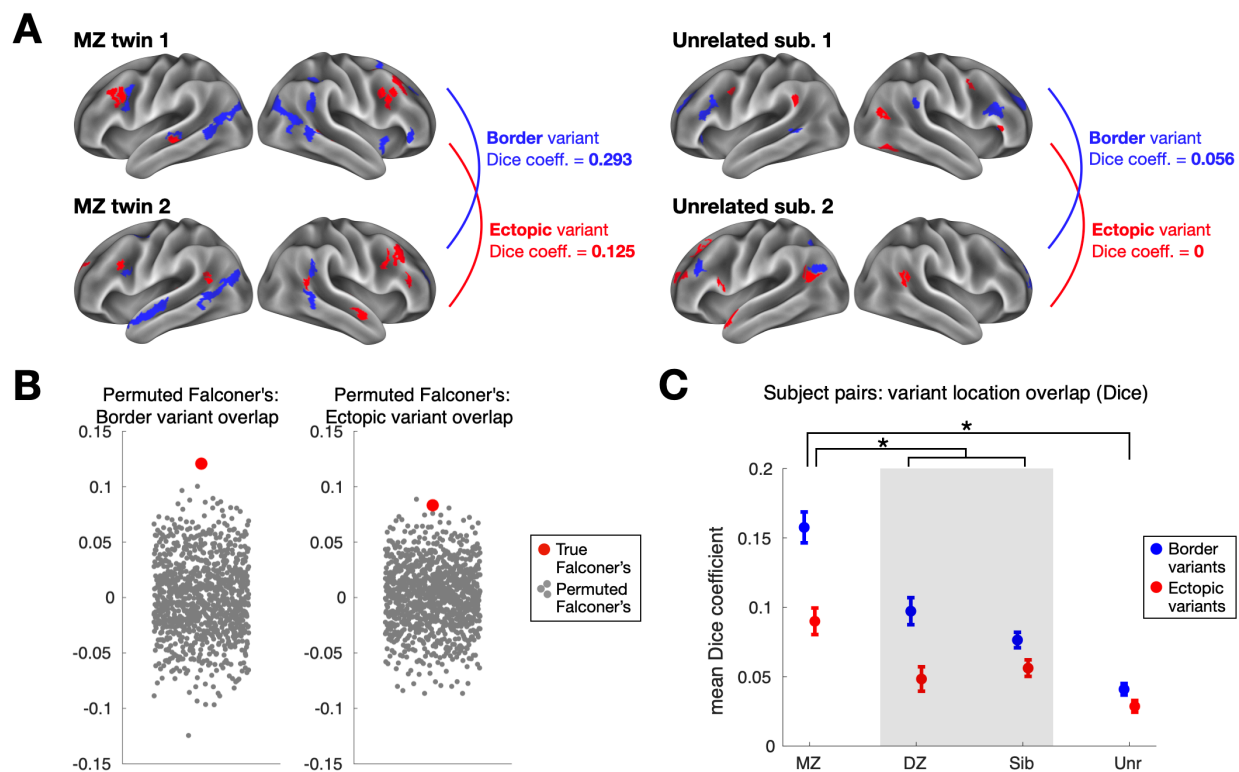 A
MZ twin 1
Border variant
Dice coeff. = 0.293
MZ twin 2
Ectopic variant
Dice coeff. = 0.125
Unrelated sub. 1
Border variant
Dice coeff. = 0.056
Unrelated sub. 2
Ectopic variant
Dice coeff. = 0
B
Permuted Falconer's:
Border variant overlap
0.15
0.1
0.05
0
-0.05
-0.1
-0.15
Permuted Falconer's:
Ectopic variant overlap
0.15
0.1
0.05
0
-0.05
-0.1
-0.15
True
Falconer's
Permuted
Falconer's
C
Subject pairs: variant location overlap (Dice)
*
*
mean Dice coefficient
0.2
0.15
0.1
0.05
0
MZ
DZ
Sib
Unr
Border
variants
Ectopic
variants